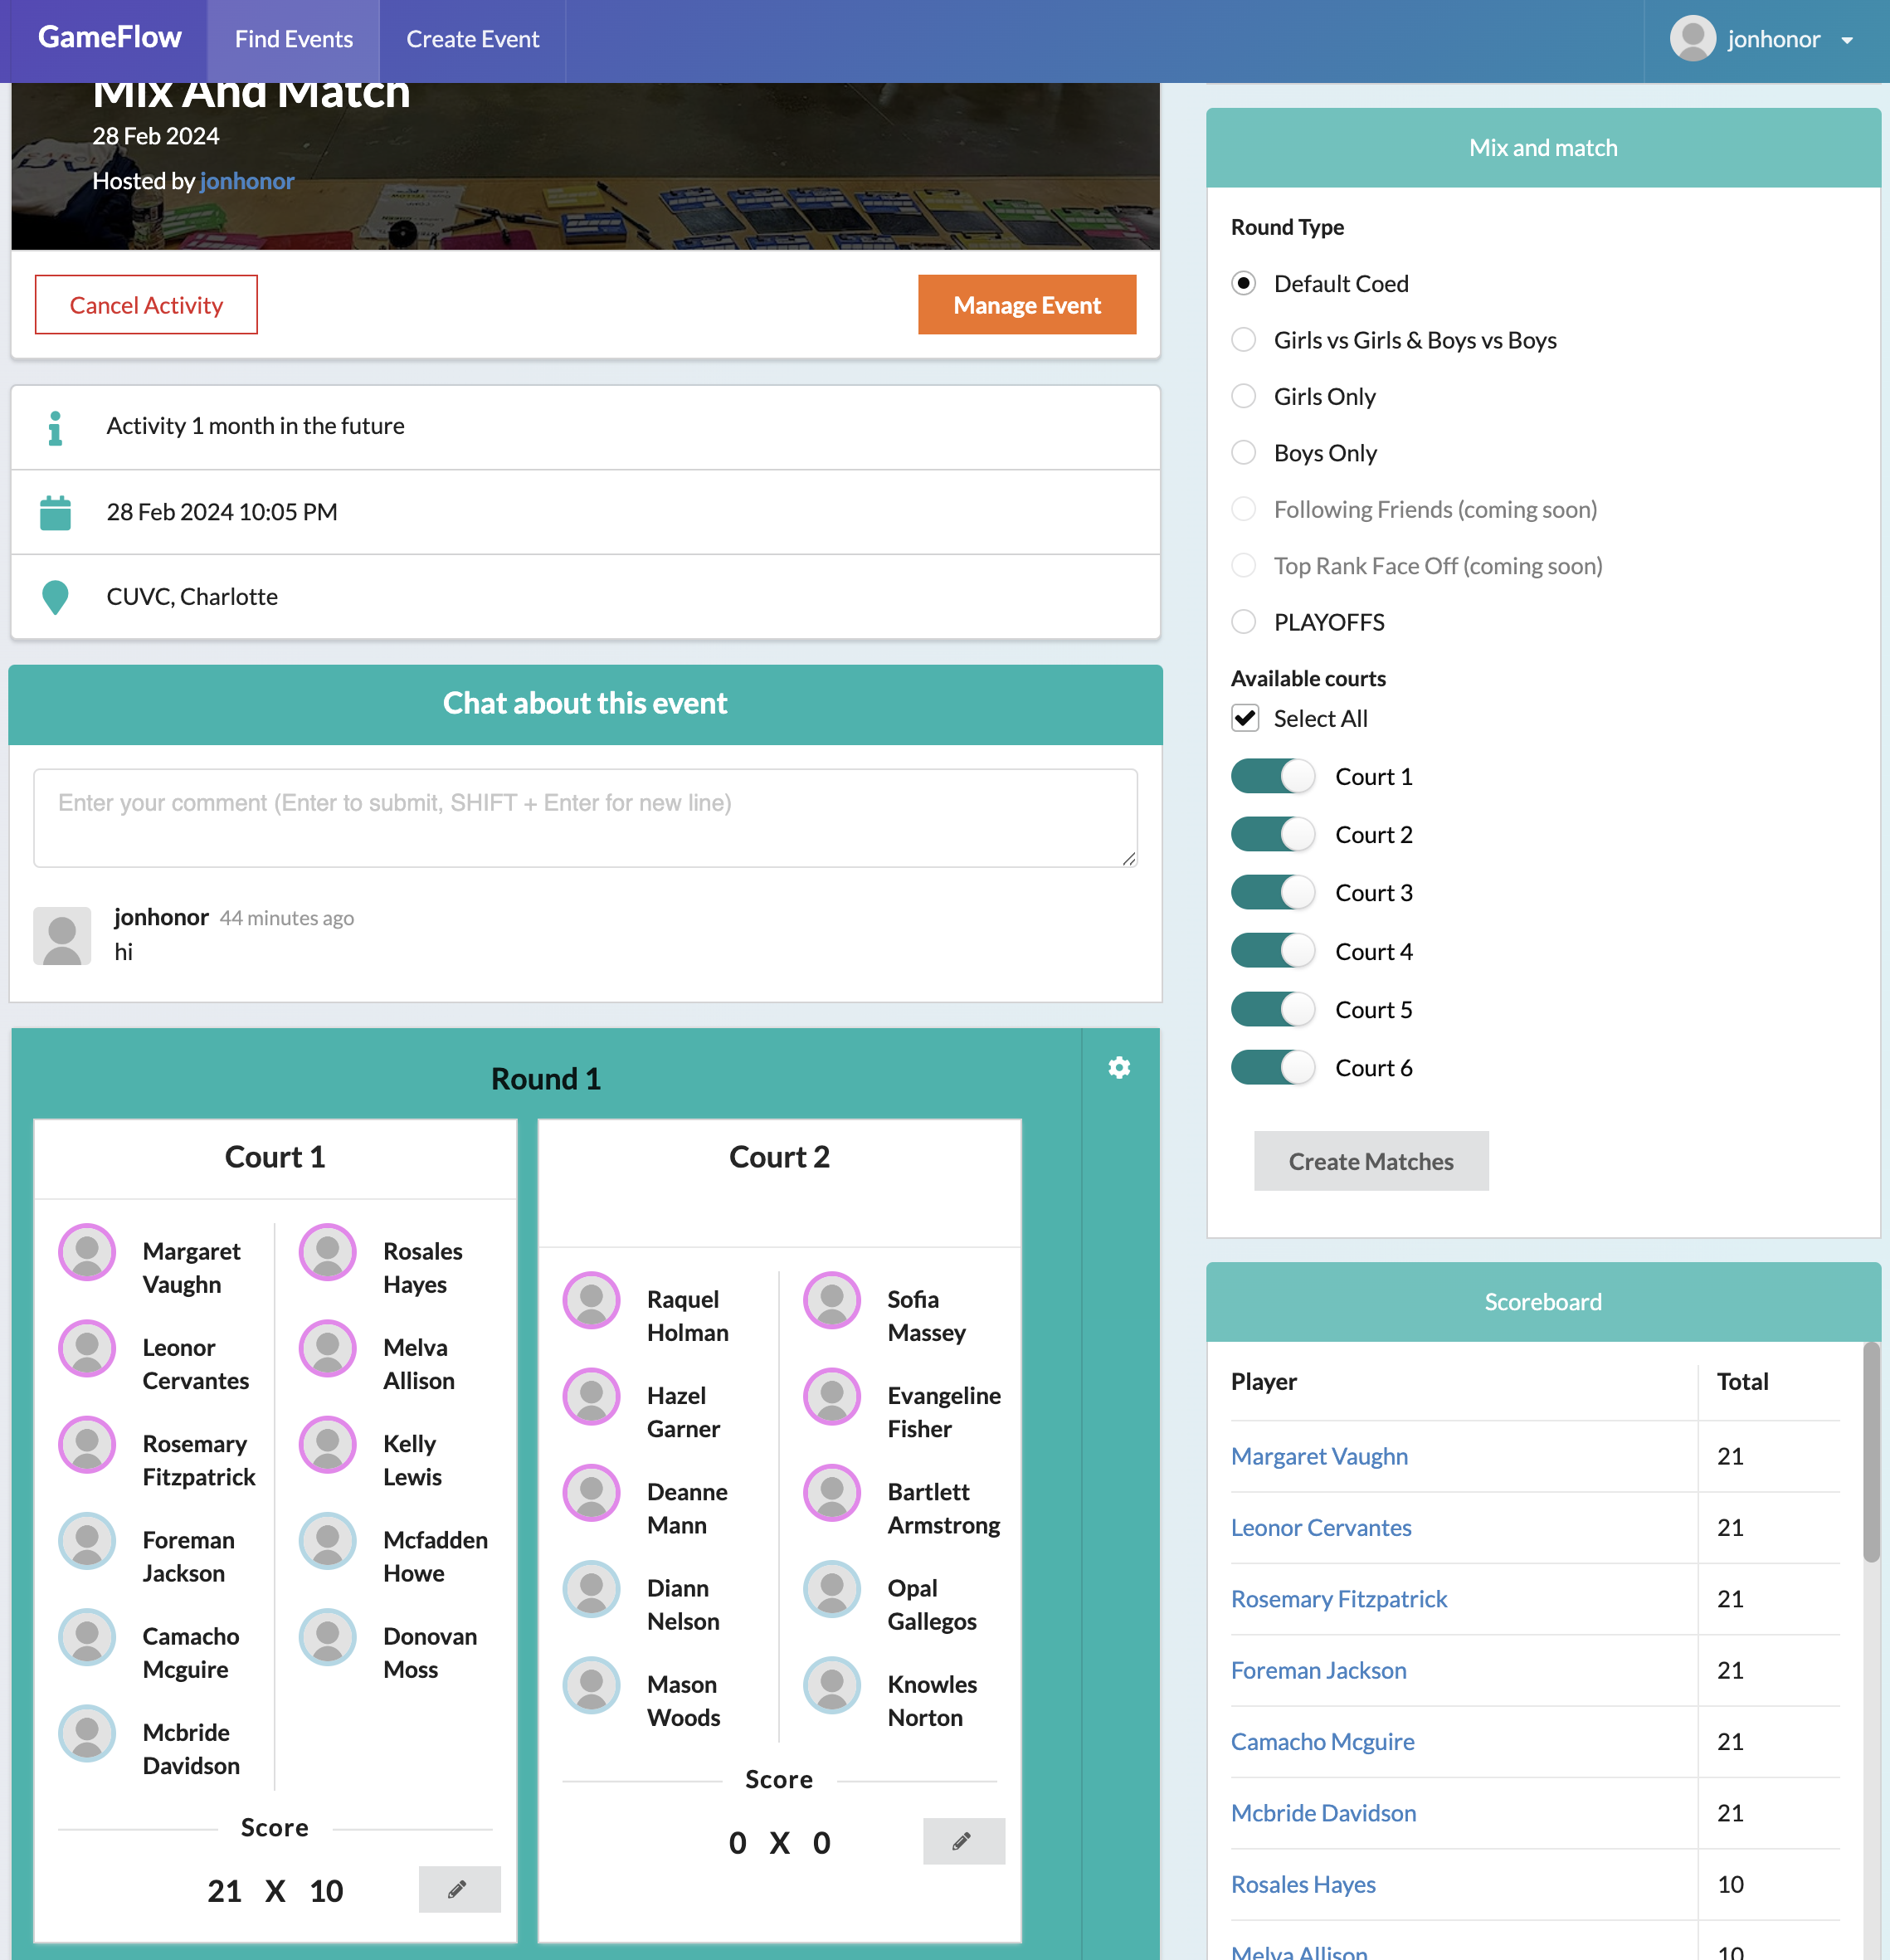 GameFlow
Find Events
Create Event
jonhonor
Mix And Match
28 Feb 2024
Hosted by jonhonor
Cancel Activity
Manage Event
Activity 1 month in the future
28 Feb 2024 10:05 PM
CUVC, Charlotte
Chat about this event
Enter your comment (Enter to submit, SHIFT + Enter for new line)
jonhonor 44 minutes ago
hi
Round 1
Court 1
Margaret
Vaughn
Leonor
Cervantes
Rosemary
Fitzpatrick
Foreman
Jackson
Camacho
Mcguire
Mcbride
Davidson
Rosales
Hayes
Melva
Allison
Kelly
Lewis
Mcfadden
Howe
Donovan
Moss
Score
21 X 10
Court 2
Raquel
Holman
Hazel
Garner
Deanne
Mann
Diann
Nelson
Mason
Woods
Sofia
Massey
Evangeline
Fisher
Bartlett
Armstrong
Opal
Gallegos
Knowles
Norton
Score
0 X 0
Mix and match
Round Type
Default Coed
Girls vs Girls & Boys vs Boys
Girls Only
Boys Only
Following Friends (coming soon)
Top Rank Face Off (coming soon)
PLAYOFFS
Available courts
Select All
Court 1
Court 2
Court 3
Court 4
Court 5
Court 6
Create Matches
Scoreboard
Player Total
Margaret Vaughn 21
Leonor Cervantes 21
Rosemary Fitzpatrick 21
Foreman Jackson 21
Camacho Mcguire 21
Mcbride Davidson 21
Rosales Hayes 10
Melva Allison 10